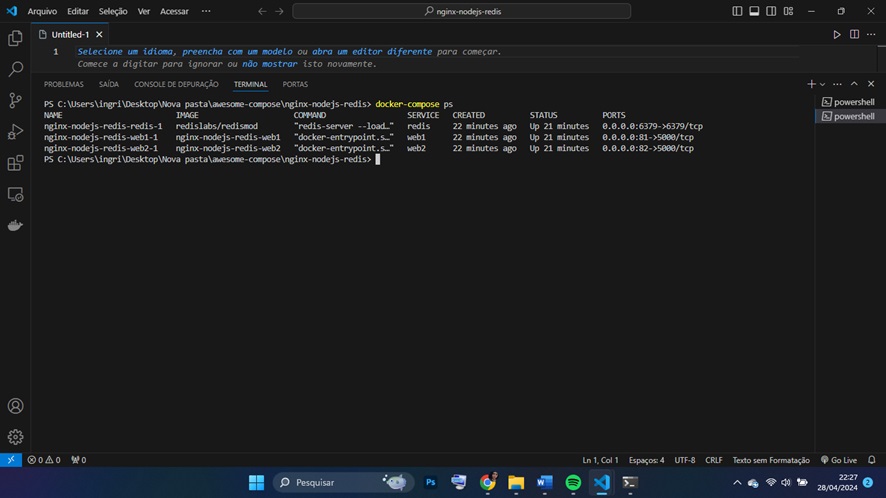 Arquivo Editar Seleção Ver Acessar ··· nginx-nodejs-redis
Untitled-1
1 Selecione um idioma, preencha com um modelo ou abra um editor diferente para começar.
Comece a digitar para ignorar ou não mostrar isto novamente.
PROBLEMAS SAÍDA CONSOLE DE DEPURAÇÃO TERMINAL PORTAS
PS C:\Users\ingri\Desktop\Nova pasta\awesome-compose\nginx-nodejs-redis> docker-compose ps
NAME IMAGE COMMAND SERVICE CREATED STATUS PORTS
nginx-nodejs-redis-redis-1 redislabs/redismod "redis-server --load…" redis 22 minutes ago Up 21 minutes 0.0.0.0:6379->6379/tcp
nginx-nodejs-redis-web1-1 nginx-nodejs-redis-web1 "docker-entrypoint.s…" web1 22 minutes ago Up 21 minutes 0.0.0.0:81->5000/tcp
nginx-nodejs-redis-web2-1 nginx-nodejs-redis-web2 "docker-entrypoint.s…" web2 22 minutes ago Up 21 minutes 0.0.0.0:82->5000/tcp
PS C:\Users\ingri\Desktop\Nova pasta\awesome-compose\nginx-nodejs-redis>
powershell
powershell
0 0 0 Ln 1, Col 1 Espaços: 4 UTF-8 CRLF Texto sem Formatação Go Live
Pesquisar Ps W 22:27
28/04/2024 2